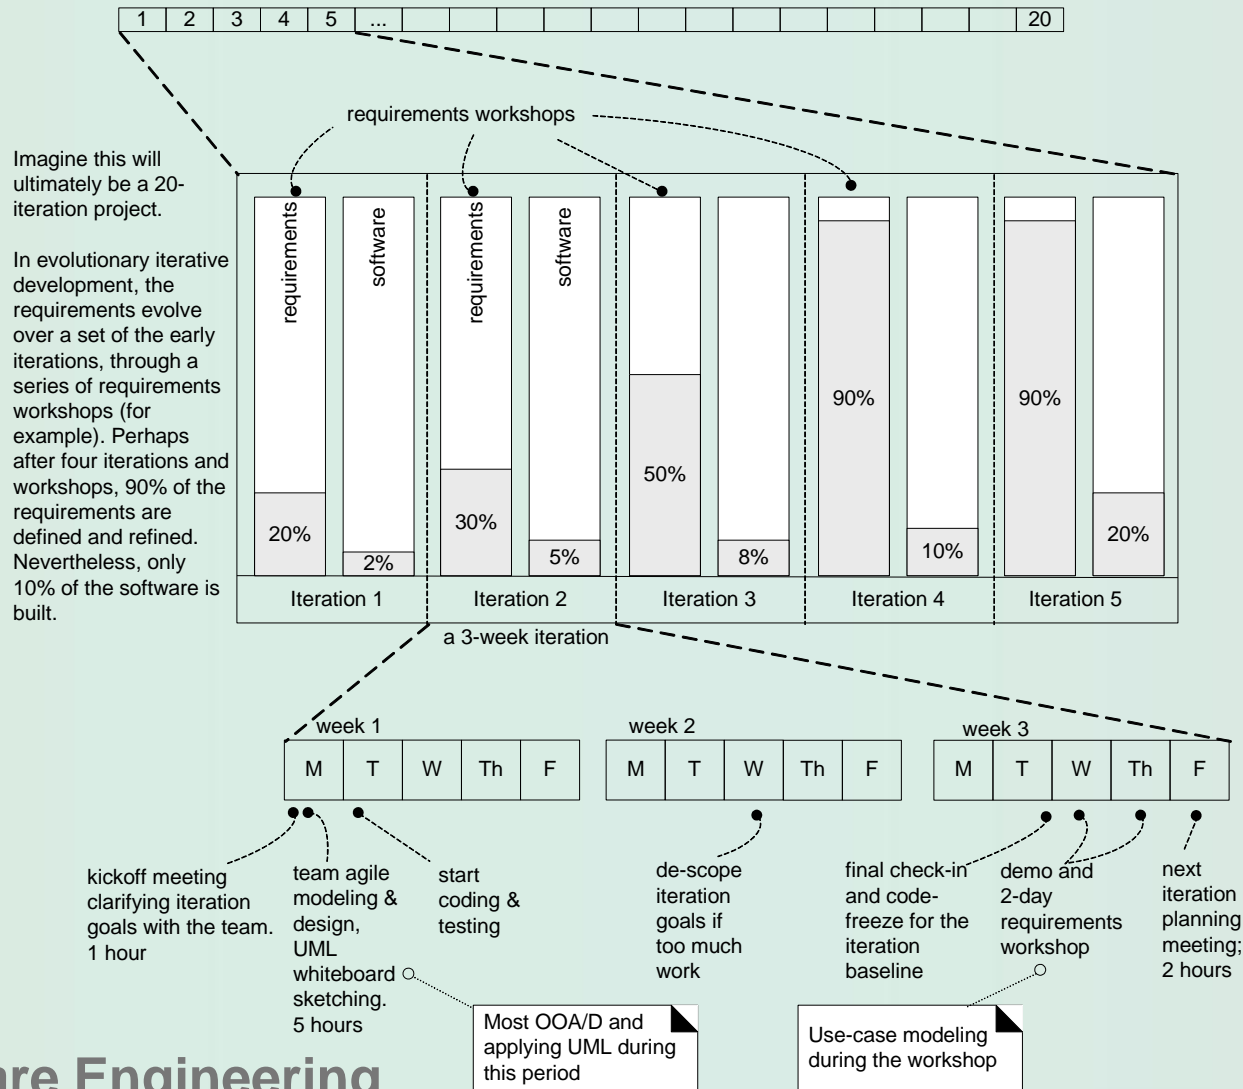 1 2 3 4 5 ... 20
requirements workshops
Imagine this will
ultimately be a 20-
iteration project.
In evolutionary iterative
development, the
requirements evolve
over a set of the early
iterations, through a
series of requirements
workshops (for
example). Perhaps
after four iterations and
workshops, 90% of the
requirements are
defined and refined.
Nevertheless, only
10% of the software is
built.
requirements
software
requirements
software
20%
2%
30%
5%
50%
8%
90%
10%
90%
20%
Iteration 1
Iteration 2
Iteration 3
Iteration 4
Iteration 5
a 3-week iteration
week 1
M T W Th F
week 2
M T W Th F
week 3
M T W Th F
kickoff meeting
clarifying iteration
goals with the team.
1 hour
team agile
modeling &
design,
UML
whiteboard
sketching.
5 hours
start
coding &
testing
de-scope
iteration
goals if
too much
work
final check-in
and code-
freeze for the
iteration
baseline
demo and
2-day
requirements
workshop
next
iteration
planning
meeting;
2 hours
Most OOA/D and
applying UML during
this period
Use-case modeling
during the workshop
Engineering